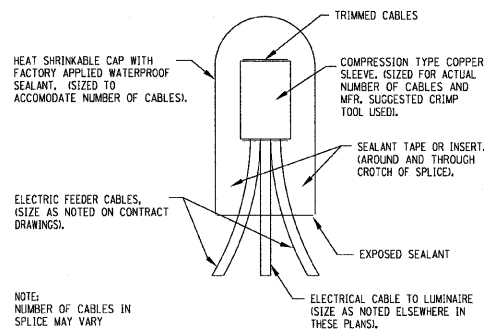 TRIMMED CABLES
HEAT SHRINKABLE CAP WITH
FACTORY APPLIED WATERPROOF
SEALANT. (SIZED TO
ACCOMODATE NUMBER OF CABLES).
COMPRESSION TYPE COPPER
SLEEVE. (SIZED FOR ACTUAL
NUMBER OF CABLES AND
MFR. SUGGESTED CRIMP
TOOL USED).
SEALANT TAPE OR INSERT.
(AROUND AND THROUGH
CROTCH OF SPLICE).
ELECTRIC FEEDER CABLES,
(SIZE AS NOTED ON CONTRACT
DRAWINGS).
EXPOSED SEALANT
NOTE:
NUMBER OF CABLES IN
SPLICE MAY VARY
ELECTRICAL CABLE TO LUMINAIRE
(SIZE AS NOTED ELSEWHERE IN
THESE PLANS).